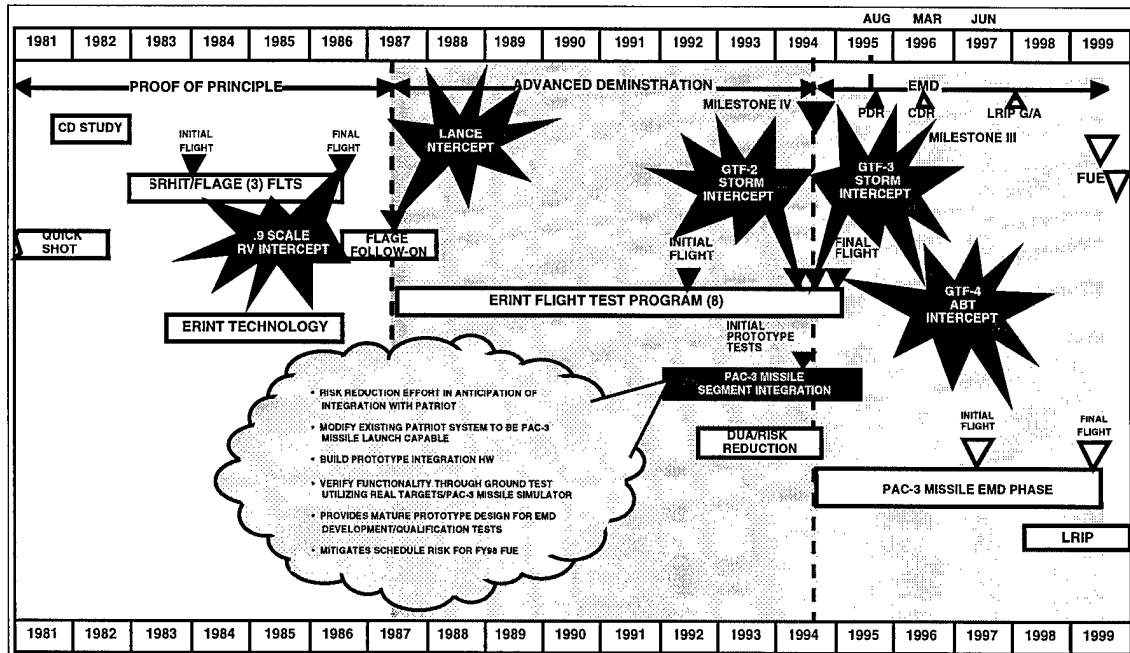 AUG MAR JUN
1981 1982 1983 1984 1985 1986 1987 1988 1989 1990 1991 1992 1993 1994 1995 1996 1997 1998 1999
PROOF OF PRINCIPLE
ADVANCED DEMINSTRATION
EMD
MILESTONE IV
PDR
CDR
LRIP G/A
CD STUDY
INITIAL
FLIGHT
FINAL
FLIGHT
LANCE
NTERCEPT
MILESTONE III
SRHIT/FLAGE (3) FLTS
GTF-2
STORM
INTERCEPT
GTF-3
STORM
INTERCEPT
FUE
QUICK
SHOT
.9 SCALE
RV INTERCEPT
FLAGE
FOLLOW-ON
INITIAL
FLIGHT
FINAL
FLIGHT
ERINT FLIGHT TEST PROGRAM (8)
GTF-4
ABT
INTERCEPT
ERINT TECHNOLOGY
INITIAL
PROTOTYPE
TESTS
PAC-3 MISSILE
SEGMENT INTEGRATION
• RISK REDUCTION EFFORT IN ANTICIPATION OF
INTEGRATION WITH PATRIOT
• MODIFY EXISTING PATRIOT SYSTEM TO BE PAC-3
MISSILE LAUNCH CAPABLE
• BUILD PROTOTYPE INTEGRATION HW
• VERIFY FUNCTIONALITY THROUGH GROUND TEST
UTILIZING REAL TARGETS/PAC-3 MISSILE SIMULATOR
• PROVIDES MATURE PROTOTYPE DESIGN FOR EMD
DEVELOPMENT/QUALIFICATION TESTS
• MITIGATES SCHEDULE RISK FOR FY98 FUE
DUA/RISK
REDUCTION
INITIAL
FLIGHT
FINAL
FLIGHT
PAC-3 MISSILE EMD PHASE
LRIP
1981 1982 1983 1984 1985 1986 1987 1988 1989 1990 1991 1992 1993 1994 1995 1996 1997 1998 1999